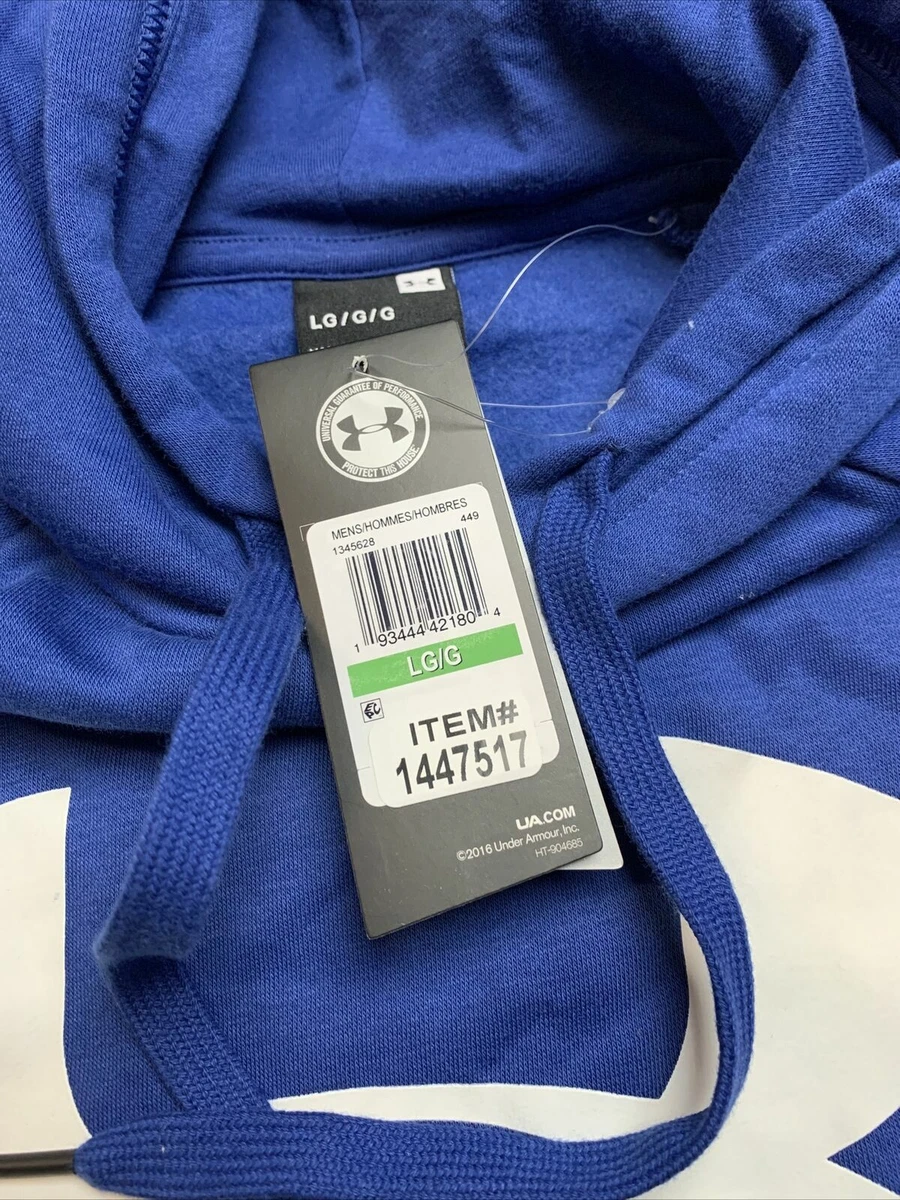 LG/G/G
UNIVERSAL GUARANTEE OF PERFORMANCE
PROTECT THIS HOUSE
MENS/HOMMES/HOMBRES
1345628 449
1 93444 42180 4
LG/G
ITEM#
1447517
UA.COM
©2016 Under Armour, Inc.
HT-904685